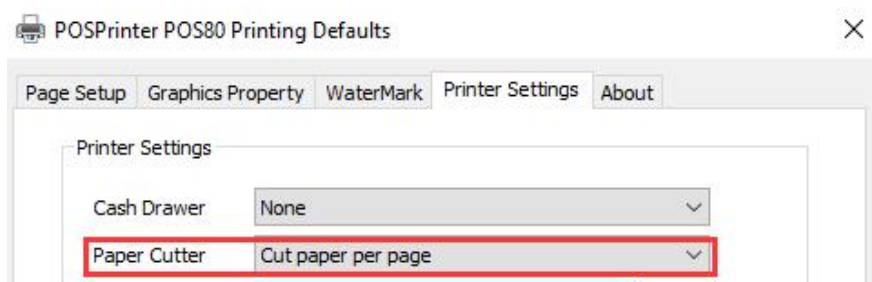 POSPrinter POS80 Printing Defaults
Page Setup Graphics Property WaterMark Printer Settings About
Printer Settings
Cash Drawer None
Paper Cutter Cut paper per page